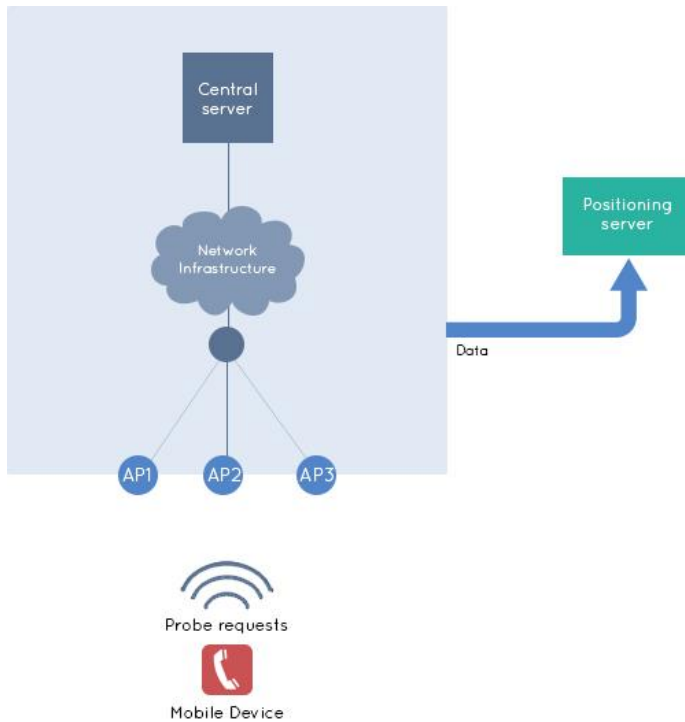 Central
server
Network
Infrastructure
Positioning
server
Data
AP1
AP2
AP3
Probe requests
Mobile Device